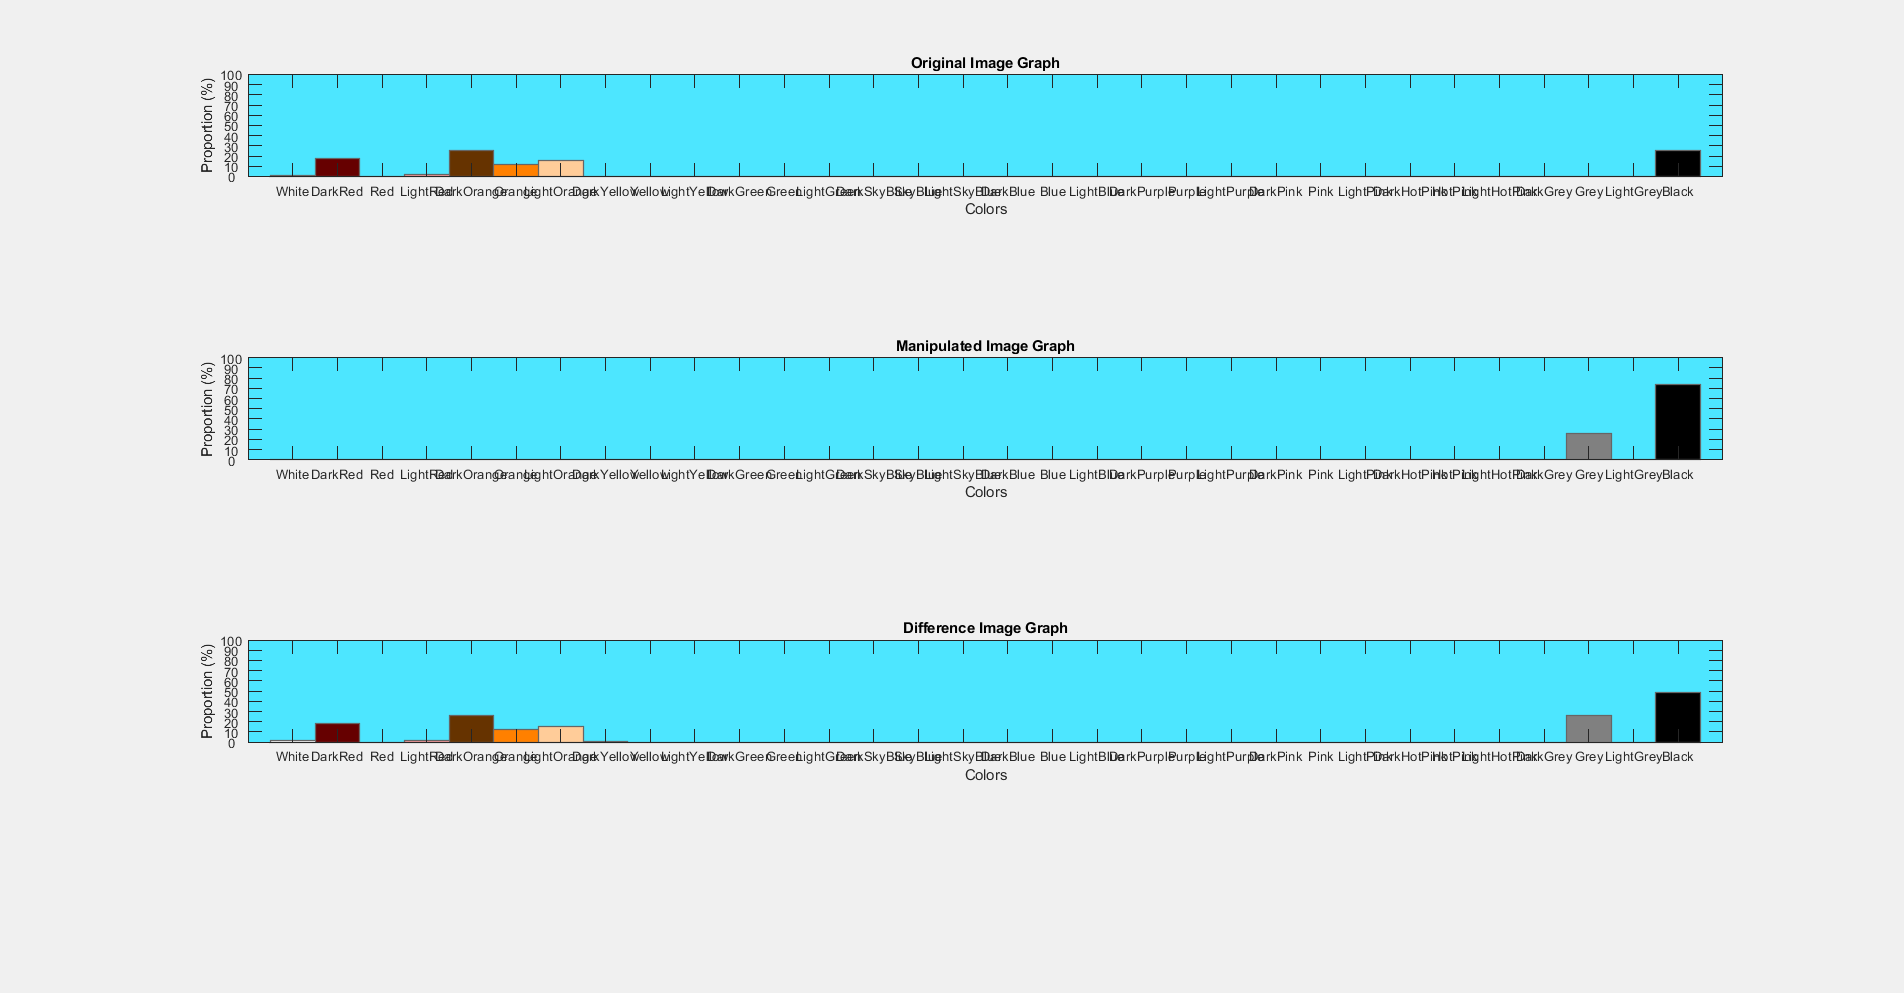 Original Image Graph
Proportion (%)
100
90
80
70
60
50
40
30
20
10
0
White DarkRed Red LightRed DarkOrange Orange LightOrange DarkYellow Yellow LightYellow DarkGreen Green LightGreen DarkSkyBlue SkyBlue LightSkyBlue DarkBlue Blue LightBlue DarkPurple Purple LightPurple DarkPink Pink LightPink DarkHotPink HotPink LightHotPink DarkGrey Grey LightGrey Black
Colors
Manipulated Image Graph
Proportion (%)
100
90
80
70
60
50
40
30
20
10
0
White DarkRed Red LightRed DarkOrange Orange LightOrange DarkYellow Yellow LightYellow DarkGreen Green LightGreen DarkSkyBlue SkyBlue LightSkyBlue DarkBlue Blue LightBlue DarkPurple Purple LightPurple DarkPink Pink LightPink DarkHotPink HotPink LightHotPink DarkGrey Grey LightGrey Black
Colors
Difference Image Graph
Proportion (%)
100
90
80
70
60
50
40
30
20
10
0
White DarkRed Red LightRed DarkOrange Orange LightOrange DarkYellow Yellow LightYellow DarkGreen Green LightGreen DarkSkyBlue SkyBlue LightSkyBlue DarkBlue Blue LightBlue DarkPurple Purple LightPurple DarkPink Pink LightPink DarkHotPink HotPink LightHotPink DarkGrey Grey LightGrey Black
Colors